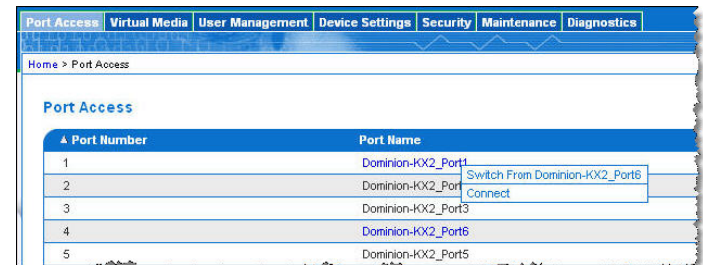 Port Access Virtual Media User Management Device Settings Security Maintenance Diagnostics
Home > Port Access
Port Access
▲ Port Number Port Name
1 Dominion-KX2_Port1
Switch From Dominion-KX2_Port6
2 Dominion-KX2_Por
Connect
3 Dominion-KX2_Port3
4 Dominion-KX2_Port6
5 Dominion-KX2_Port5